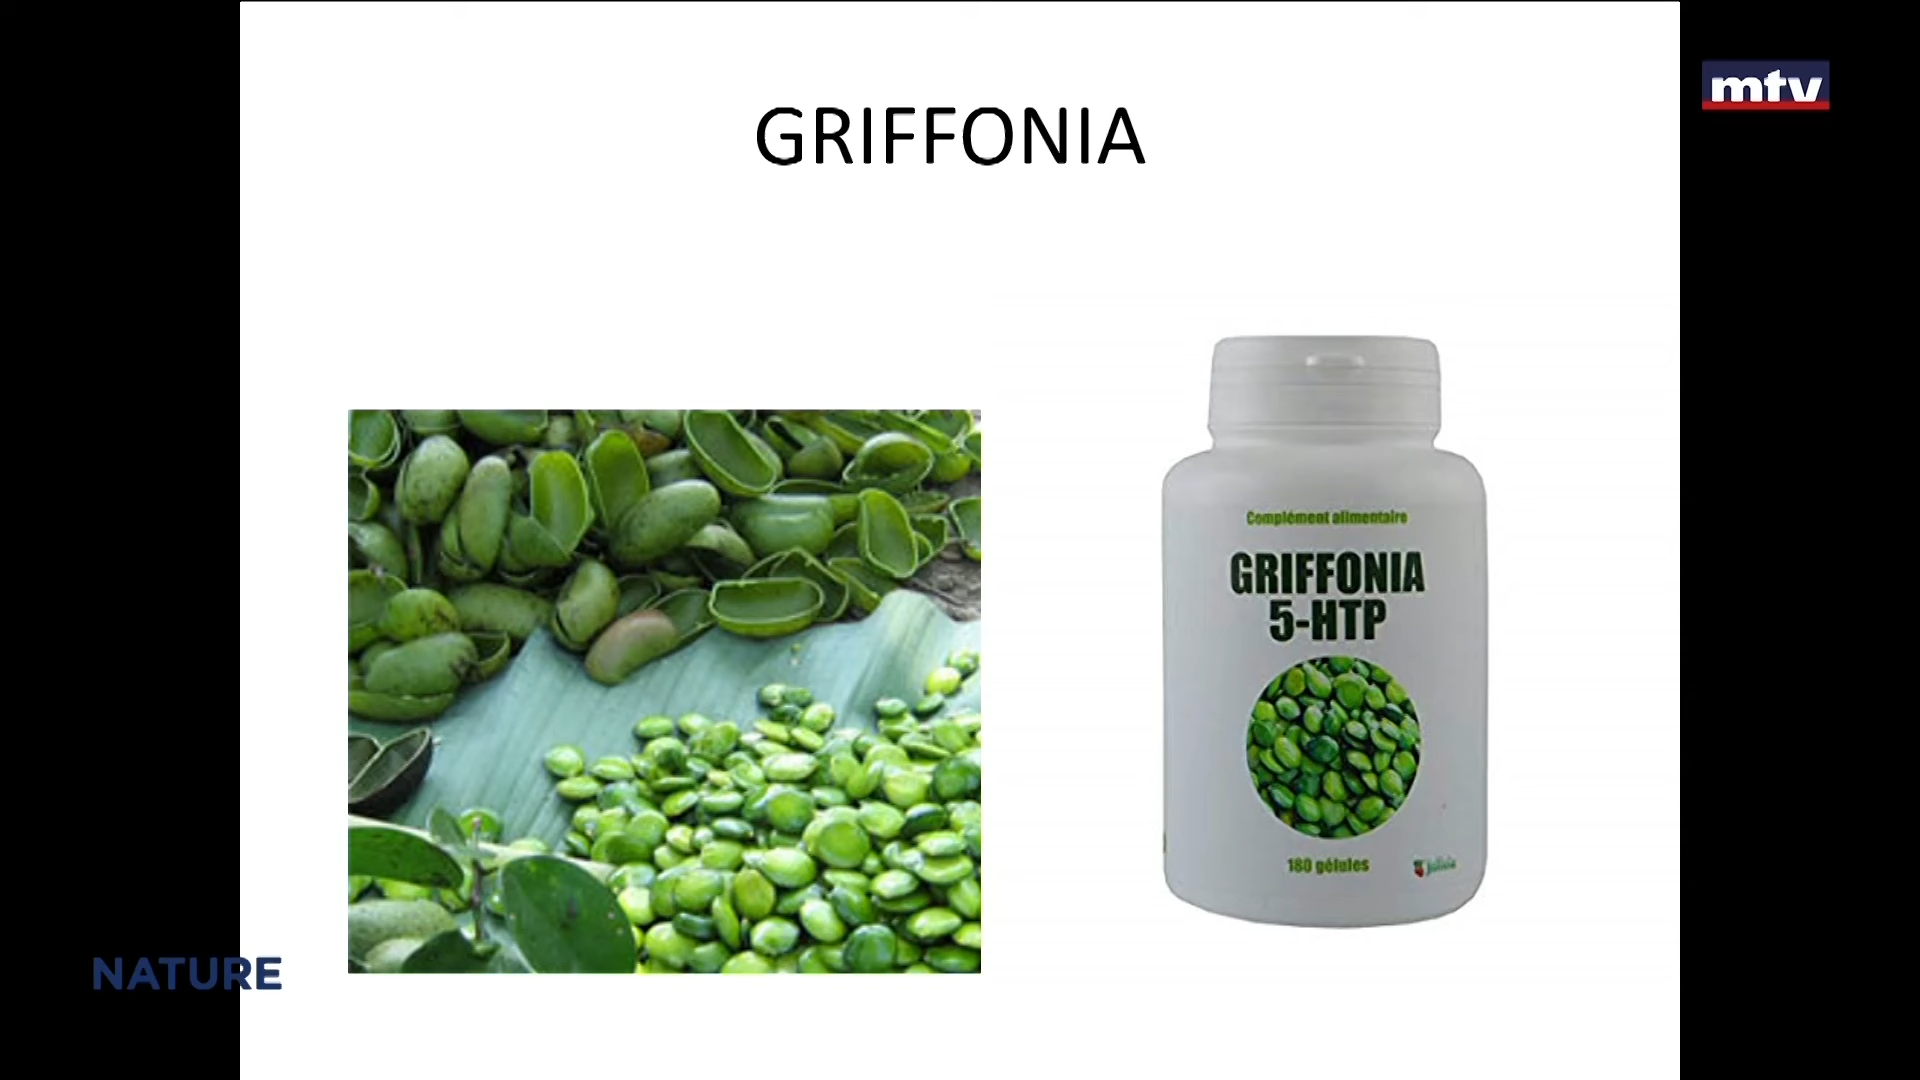 mtv
GRIFFONIA
Complément alimentaire
GRIFFONIA
5-HTP
180 gélules
NATURE